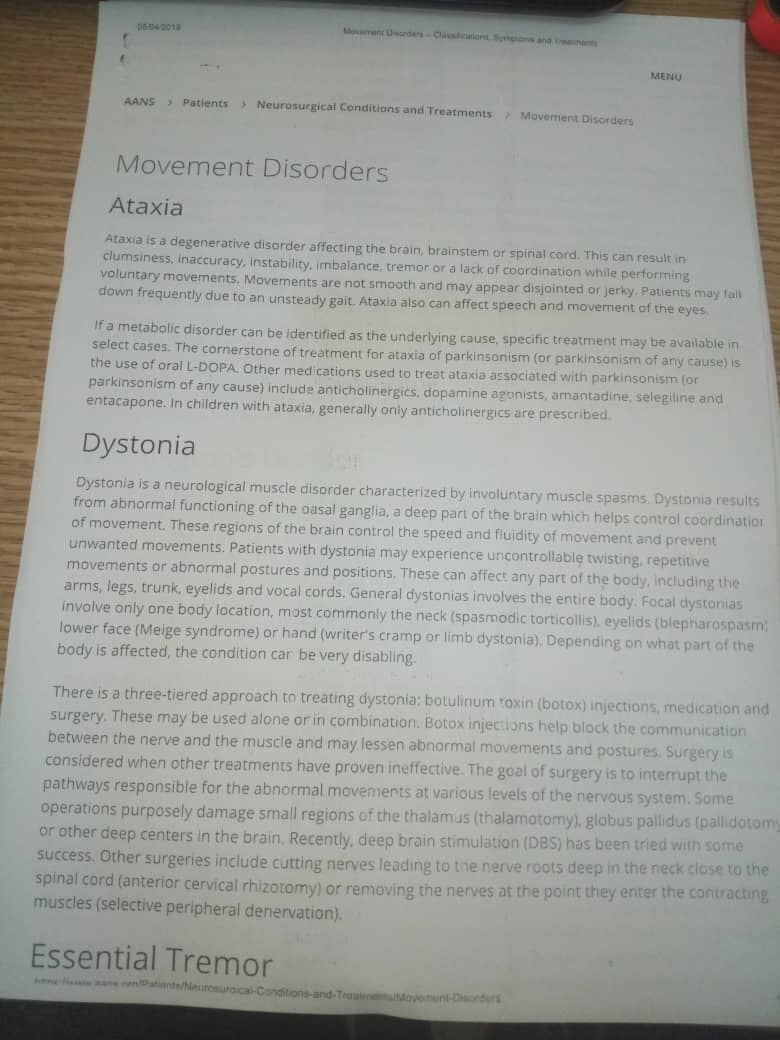 05/04/2019 Movement Disorders – Classifications, Symptoms and Treatments
MENU
AANS > Patients > Neurosurgical Conditions and Treatments > Movement Disorders
Movement Disorders
Ataxia
Ataxia is a degenerative disorder affecting the brain, brainstem or spinal cord. This can result in
clumsiness, inaccuracy, instability, imbalance, tremor or a lack of coordination while performing
voluntary movements. Movements are not smooth and may appear disjointed or jerky. Patients may fall
down frequently due to an unsteady gait. Ataxia also can affect speech and movement of the eyes.
If a metabolic disorder can be identified as the underlying cause, specific treatment may be available in
select cases. The cornerstone of treatment for ataxia of parkinsonism (or parkinsonism of any cause) is
the use of oral L-DOPA. Other medications used to treat ataxia associated with parkinsonism (or
parkinsonism of any cause) include anticholinergics, dopamine agonists, amantadine, selegiline and
entacapone. In children with ataxia, generally only anticholinergics are prescribed.
Dystonia
Dystonia is a neurological muscle disorder characterized by involuntary muscle spasms. Dystonia results
from abnormal functioning of the basal ganglia, a deep part of the brain which helps control coordination
of movement. These regions of the brain control the speed and fluidity of movement and prevent
unwanted movements. Patients with dystonia may experience uncontrollable twisting, repetitive
movements or abnormal postures and positions. These can affect any part of the body, including the
arms, legs, trunk, eyelids and vocal cords. General dystonias involves the entire body. Focal dystonias
involve only one body location, most commonly the neck (spasmodic torticollis), eyelids (blepharospasm),
lower face (Meige syndrome) or hand (writer's cramp or limb dystonia). Depending on what part of the
body is affected, the condition can be very disabling.
There is a three-tiered approach to treating dystonia: botulinum toxin (botox) injections, medication and
surgery. These may be used alone or in combination. Botox injections help block the communication
between the nerve and the muscle and may lessen abnormal movements and postures. Surgery is
considered when other treatments have proven ineffective. The goal of surgery is to interrupt the
pathways responsible for the abnormal movements at various levels of the nervous system. Some
operations purposely damage small regions of the thalamus (thalamotomy), globus pallidus (pallidotomy
or other deep centers in the brain. Recently, deep brain stimulation (DBS) has been tried with some
success. Other surgeries include cutting nerves leading to the nerve roots deep in the neck close to the
spinal cord (anterior cervical rhizotomy) or removing the nerves at the point they enter the contracting
muscles (selective peripheral denervation).
Essential Tremor
https://www.aans.org/Patients/Neurosurgical-Conditions-and-Treatments/Movement-Disorders